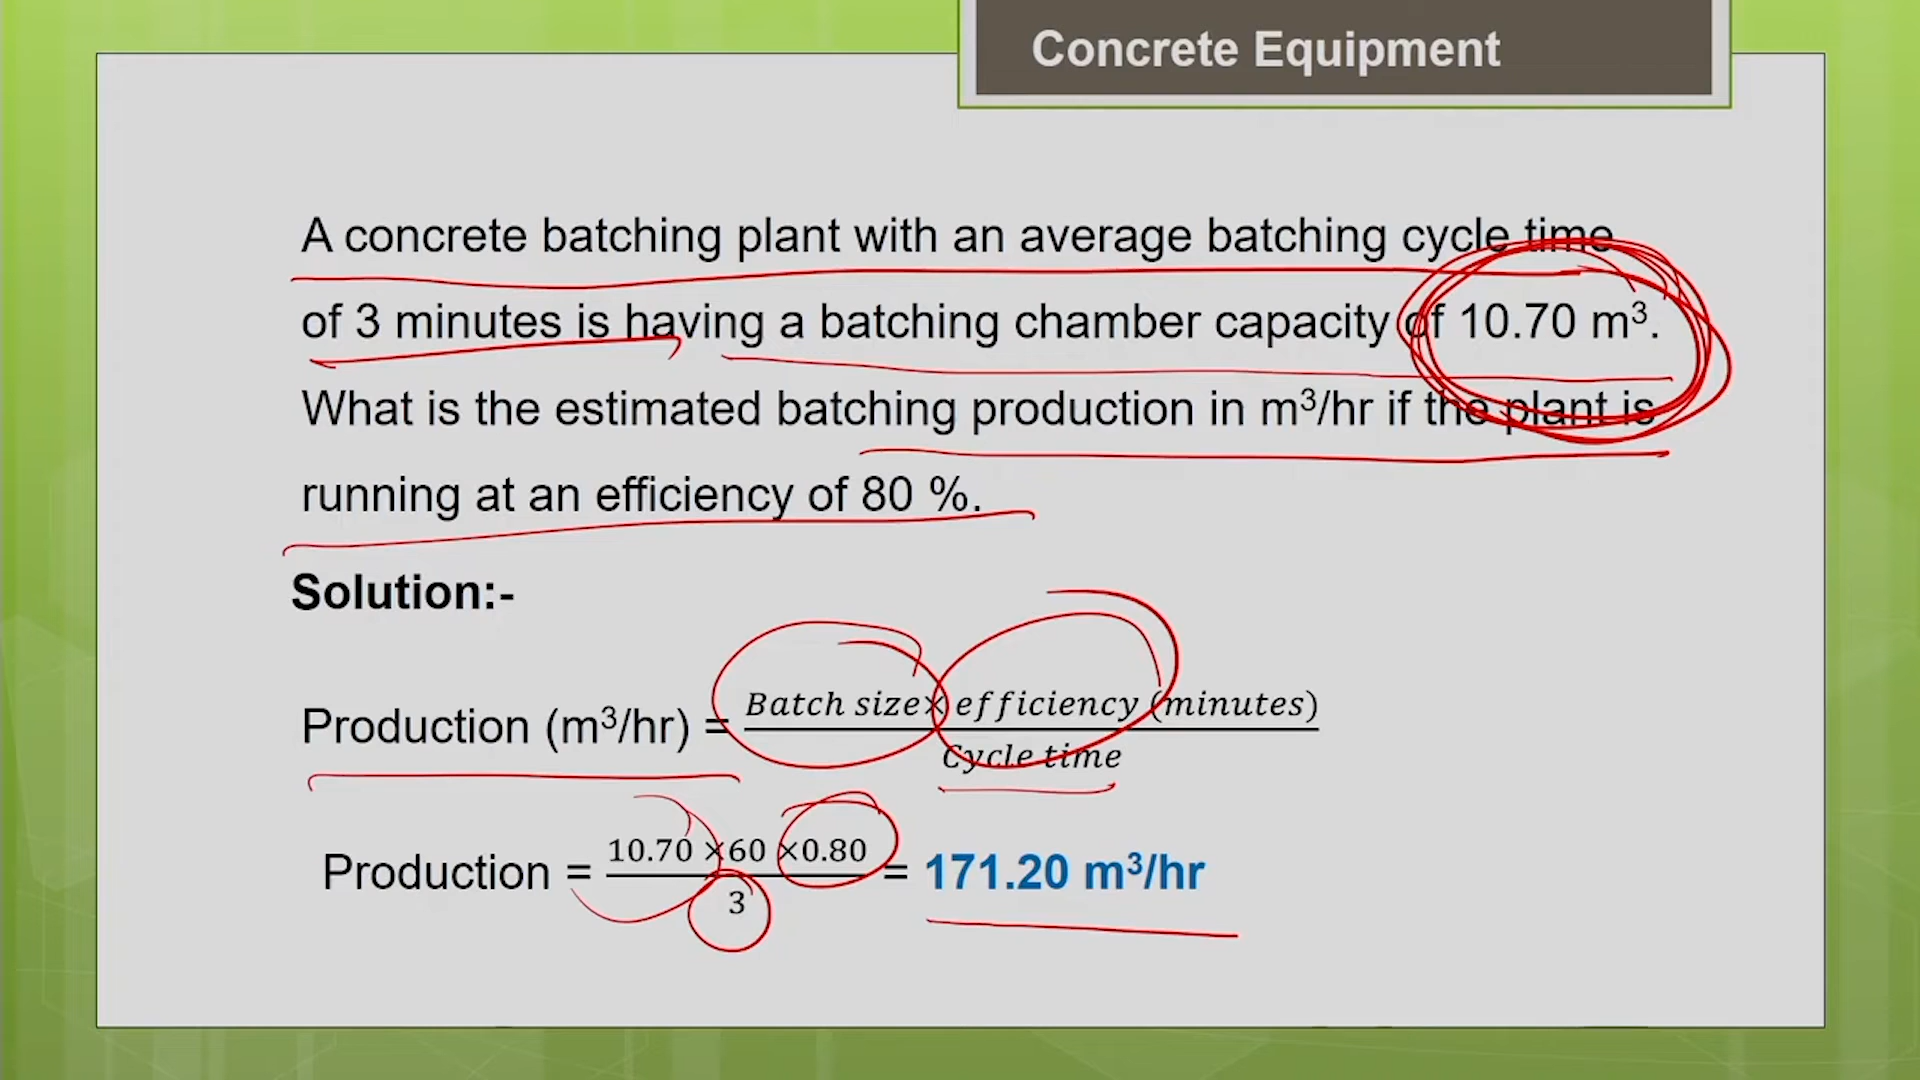 Concrete Equipment
A concrete batching plant with an average batching cycle time
of 3 minutes is having a batching chamber capacity of 10.70 m³.
What is the estimated batching production in m³/hr if the plant is
running at an efficiency of 80 %.
Solution:-
Production (m³/hr) = Batch size× efficiency (minutes)
Cycle time
Production = 10.70 ×60 ×0.80 = 171.20 m³/hr
3